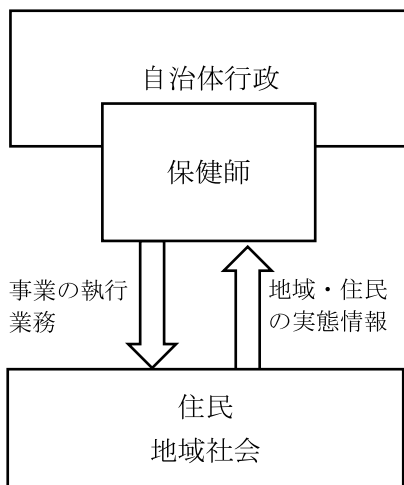 自治体行政
保健師
事業の執行
業務
地域・住民
の実態情報
住民
地域社会